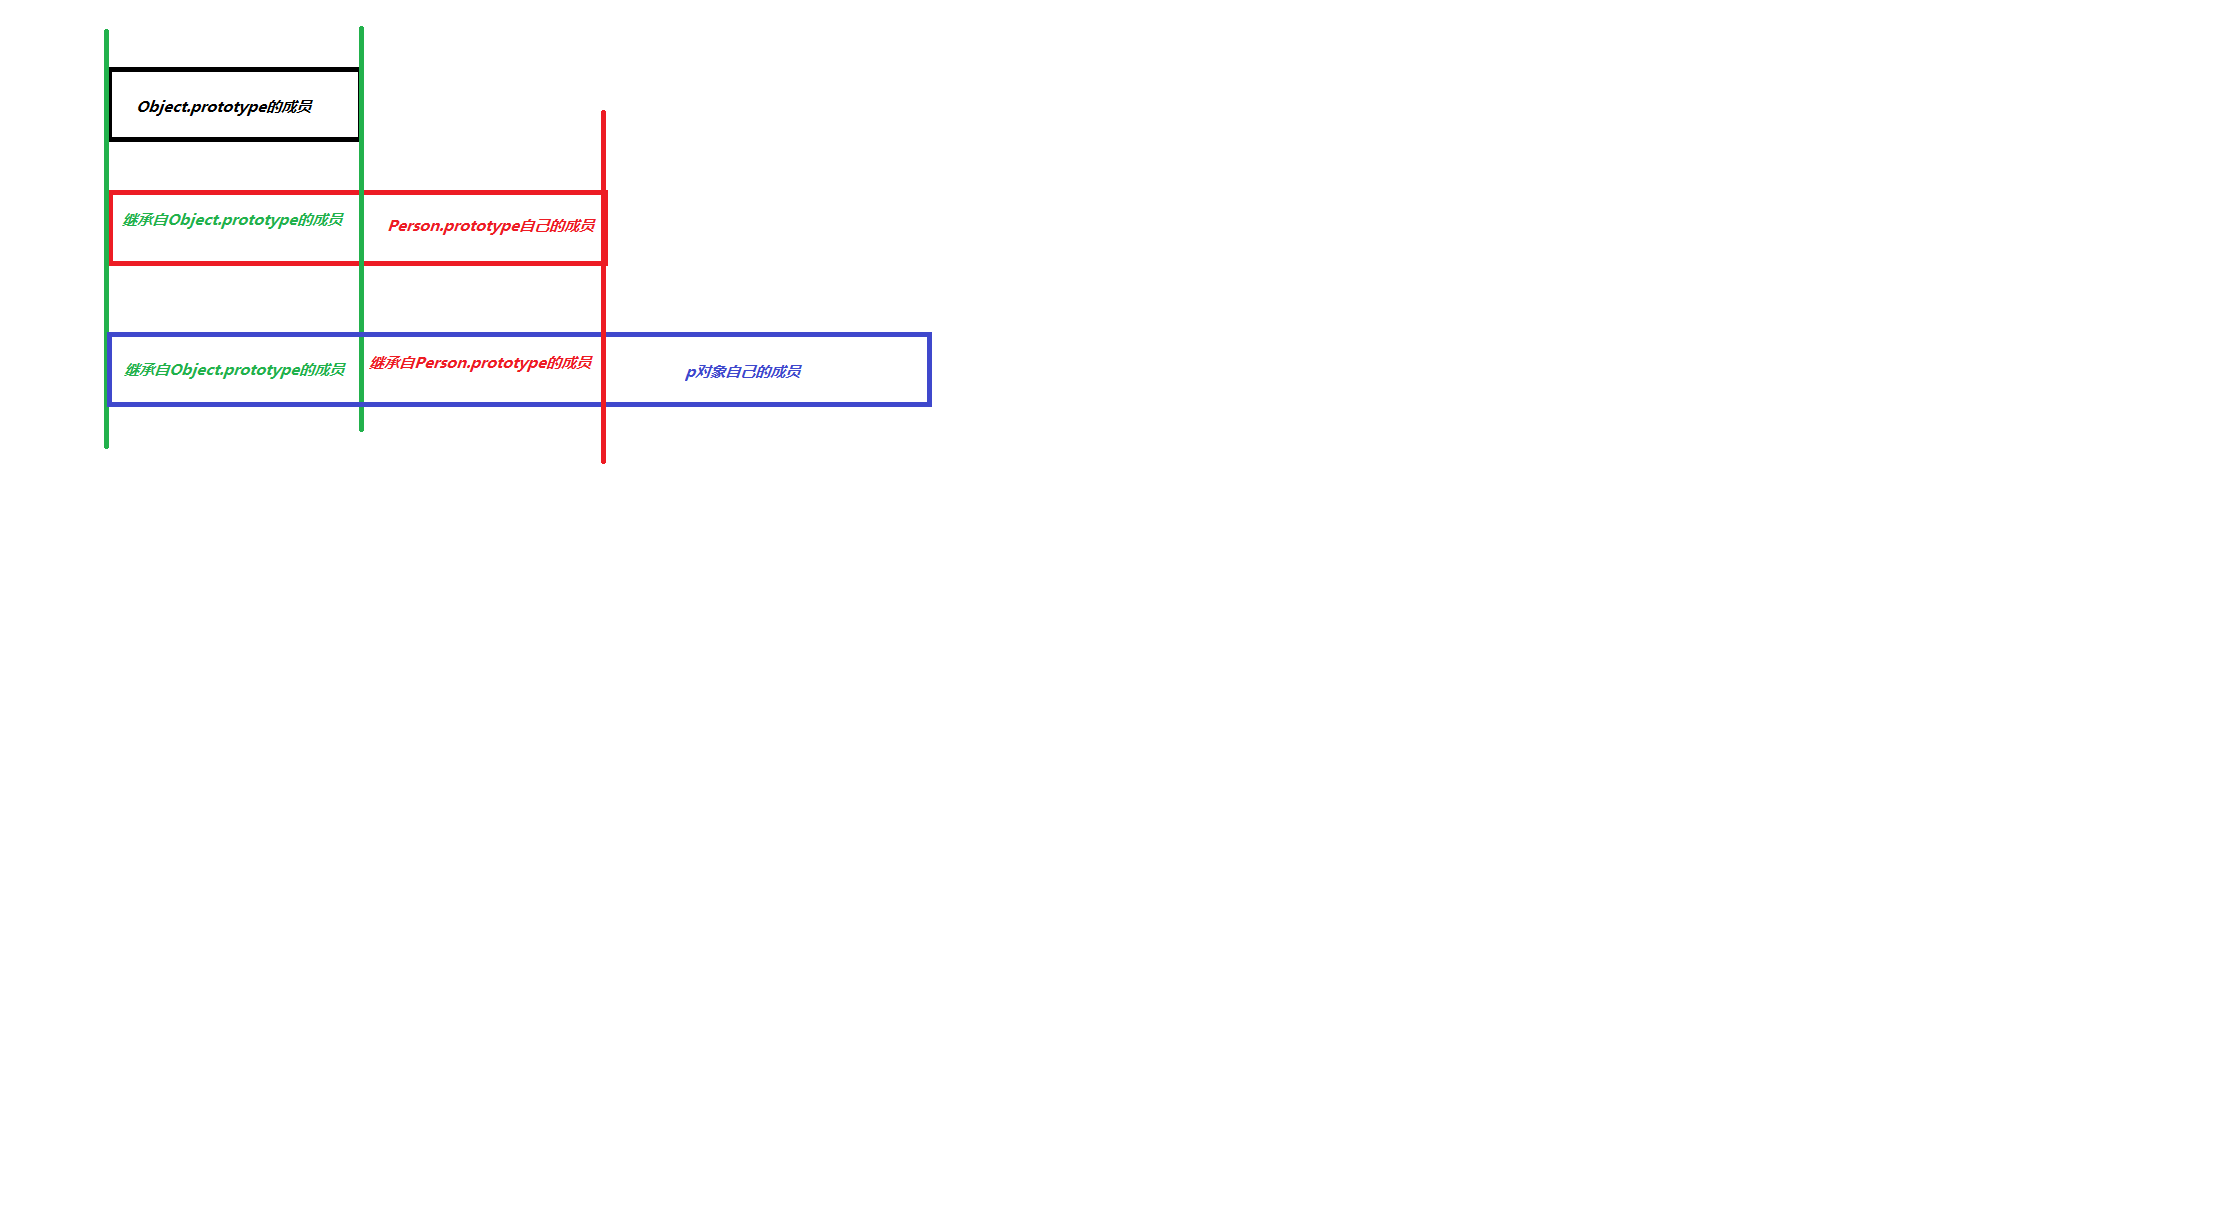 Object.prototype的成员
继承自Object.prototype的成员
Person.prototype自己的成员
继承自Object.prototype的成员
继承自Person.prototype的成员
p对象自己的成员